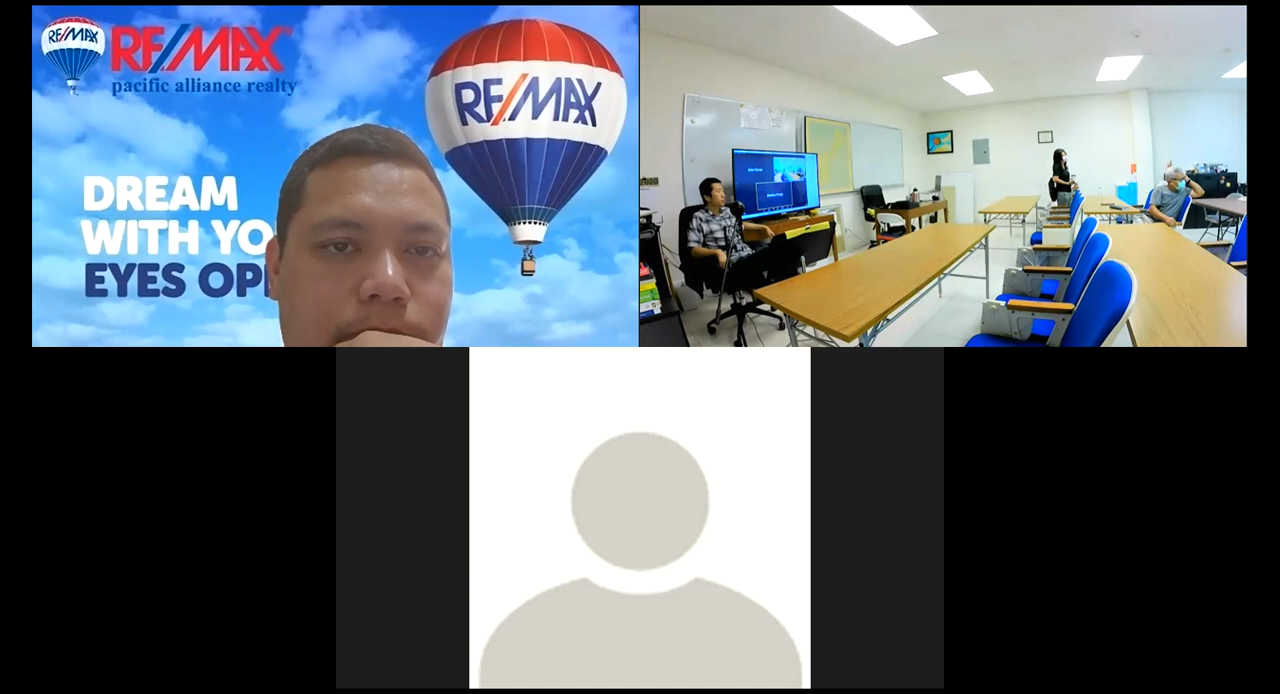 RE/MAX
RE/MAX
pacific alliance realty
RE/MAX
DREAM
WITH YO
EYES OP